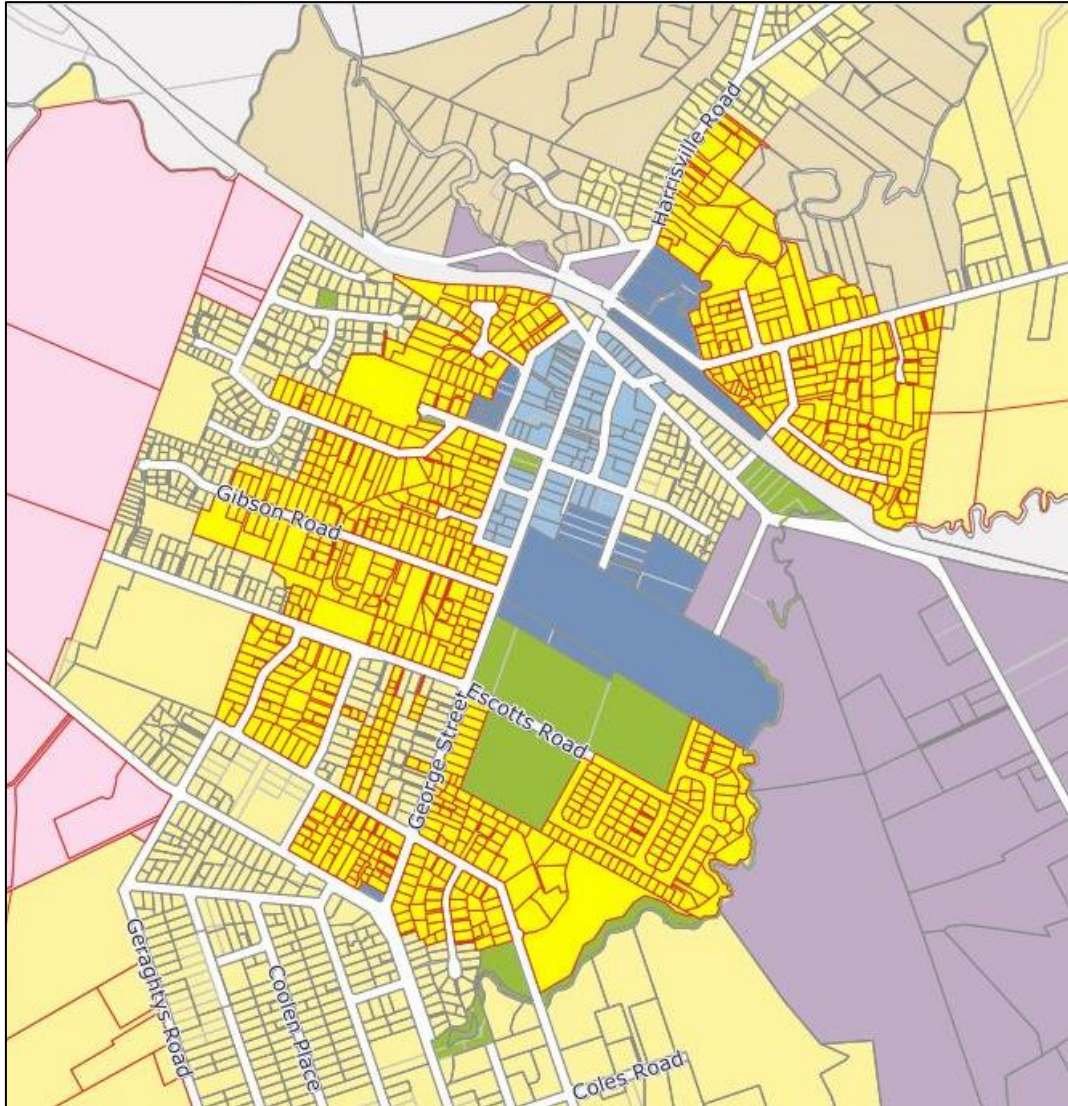 Harrisville Road
Gibson Road
Escotts Road
George Street
Geraghtys Road
Coolen Place
Coles Road